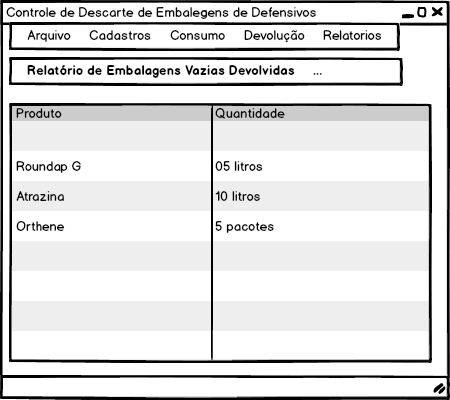 Controle de Descarte de Embalegens de Defensivos
Arquivo Cadastros Consumo Devolução Relatorios
Relatório de Embalagens Vazias Devolvidas ...
Produto Quantidade
Roundap G 05 litros
Atrazina 10 litros
Orthene 5 pacotes